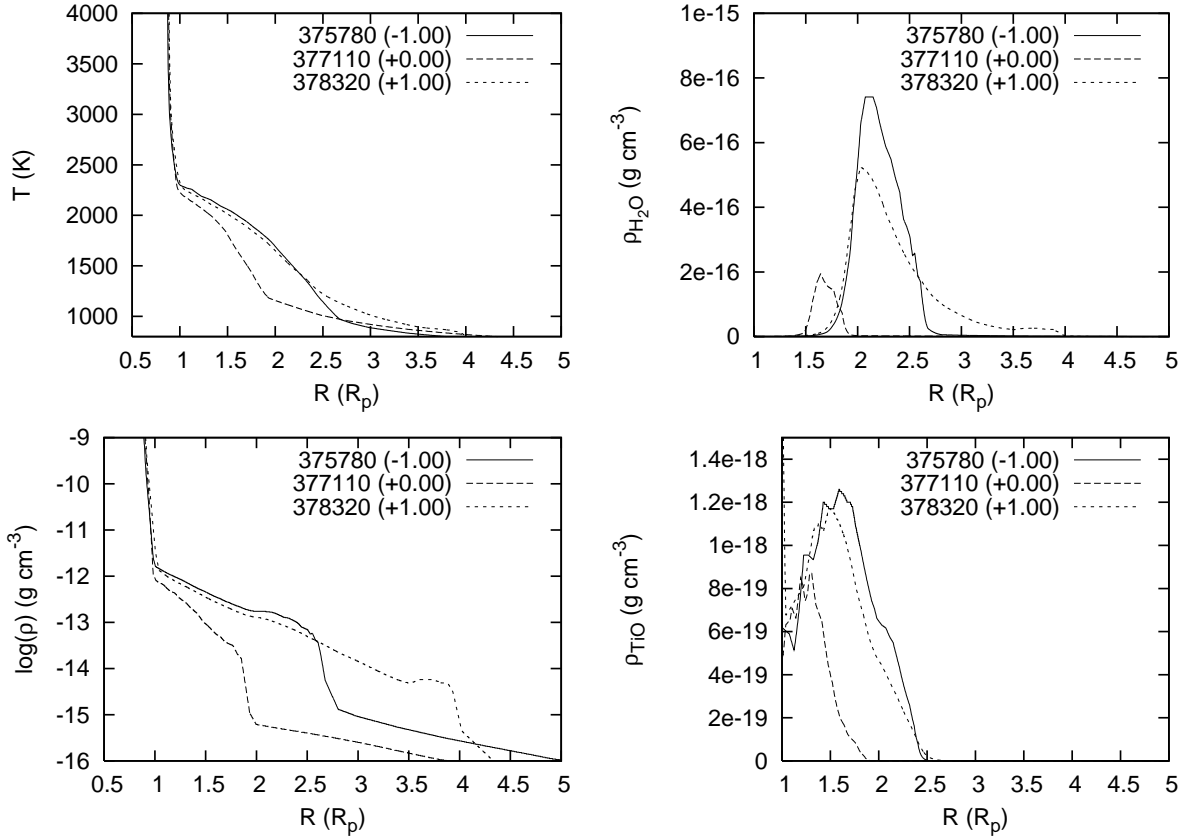 4000
3500
3000
2500
2000
1500
1000
T (K)
375780 (-1.00)
377110 (+0.00)
378320 (+1.00)
0.5 1 1.5 2 2.5 3 3.5 4 4.5 5
R (Rp)
1e-15
8e-16
6e-16
4e-16
2e-16
0
ρH2O (g cm-3)
375780 (-1.00)
377110 (+0.00)
378320 (+1.00)
1 1.5 2 2.5 3 3.5 4 4.5 5
R (Rp)
-9
-10
-11
-12
-13
-14
-15
-16
log(ρ) (g cm-3)
375780 (-1.00)
377110 (+0.00)
378320 (+1.00)
0.5 1 1.5 2 2.5 3 3.5 4 4.5 5
R (Rp)
1.4e-18
1.2e-18
1e-18
8e-19
6e-19
4e-19
2e-19
0
ρTiO (g cm-3)
375780 (-1.00)
377110 (+0.00)
378320 (+1.00)
1 1.5 2 2.5 3 3.5 4 4.5 5
R (Rp)